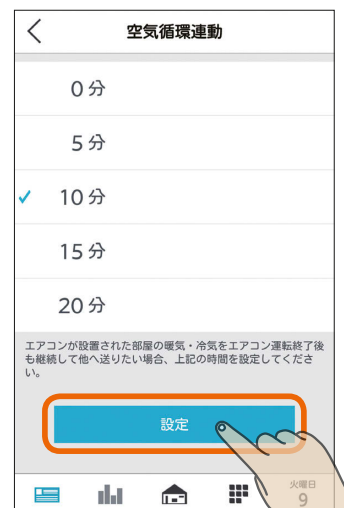 空気循環連動
0分
5分
10分
15分
20分
エアコンが設置された部屋の暖気・冷気をエアコン運転終了後
も継続して他へ送りたい場合、上記の時間を設定してくださ
い。
設定
火曜日
9